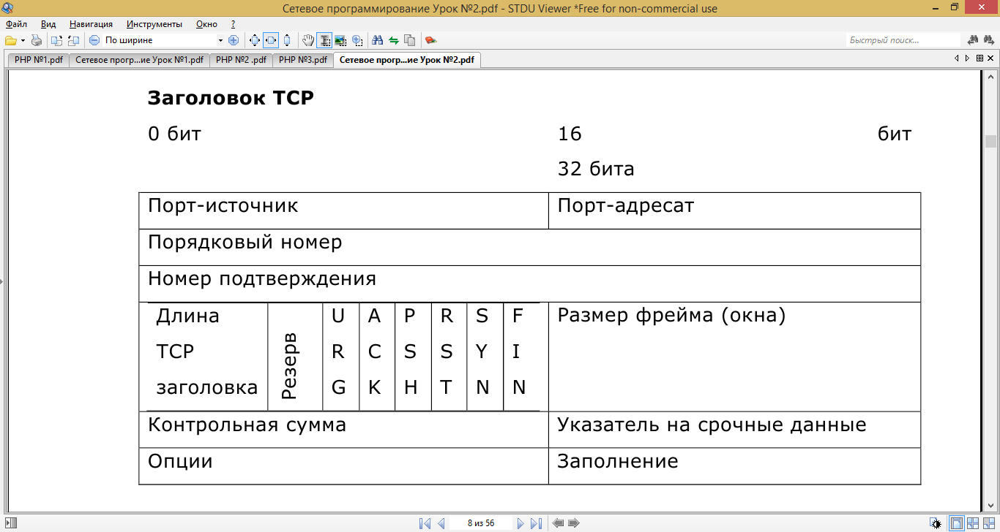 Сетевое программирование Урок №2.pdf - STDU Viewer *Free for non-commercial use
Файл Вид Навигация Инструменты Окно ?
По ширине
Быстрый поиск...
PHP №1.pdf Сетевое прогр...ие Урок №1.pdf PHP №2 .pdf PHP №3.pdf Сетевое прогр...ие Урок №2.pdf
Заголовок TCP
0 бит 16 бит
32 бита
Порт-источник Порт-адресат
Порядковый номер
Номер подтверждения
Длина
TCP
заголовка
Резерв
URG
ACK
PSH
RST
SYN
FIN
Размер фрейма (окна)
Контрольная сумма Указатель на срочные данные
Опции Заполнение
8 из 56